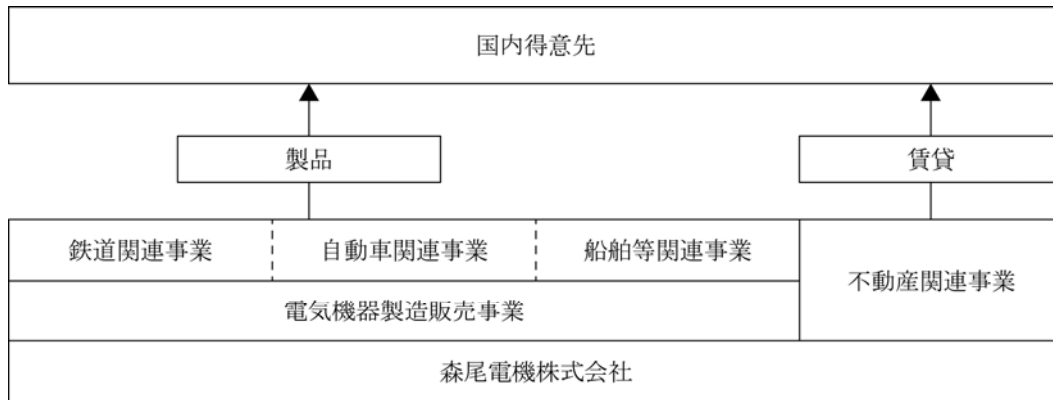 国内得意先
製品
賃貸
鉄道関連事業
自動車関連事業
船舶等関連事業
不動産関連事業
電気機器製造販売事業
森尾電機株式会社